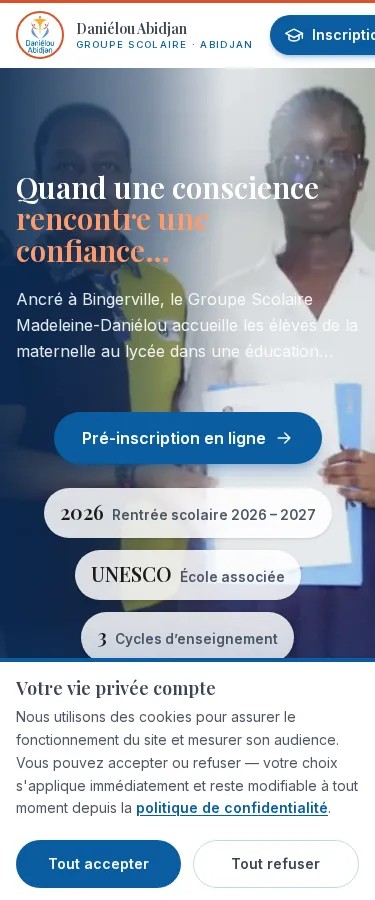 Daniélou Abidjan
Daniélou Abidjan
GROUPE SCOLAIRE · ABIDJAN
Inscriptio
Quand une conscience
rencontre une
confiance...
Ancré à Bingerville, le Groupe Scolaire
Madeleine-Daniélou accueille les élèves de la
maternelle au lycée dans une éducation...
Pré-inscription en ligne →
2026 Rentrée scolaire 2026 – 2027
UNESCO École associée
3 Cycles d’enseignement
Votre vie privée compte
Nous utilisons des cookies pour assurer le
fonctionnement du site et mesurer son audience.
Vous pouvez accepter ou refuser — votre choix
s'applique immédiatement et reste modifiable à tout
moment depuis la politique de confidentialité.
Tout accepter
Tout refuser